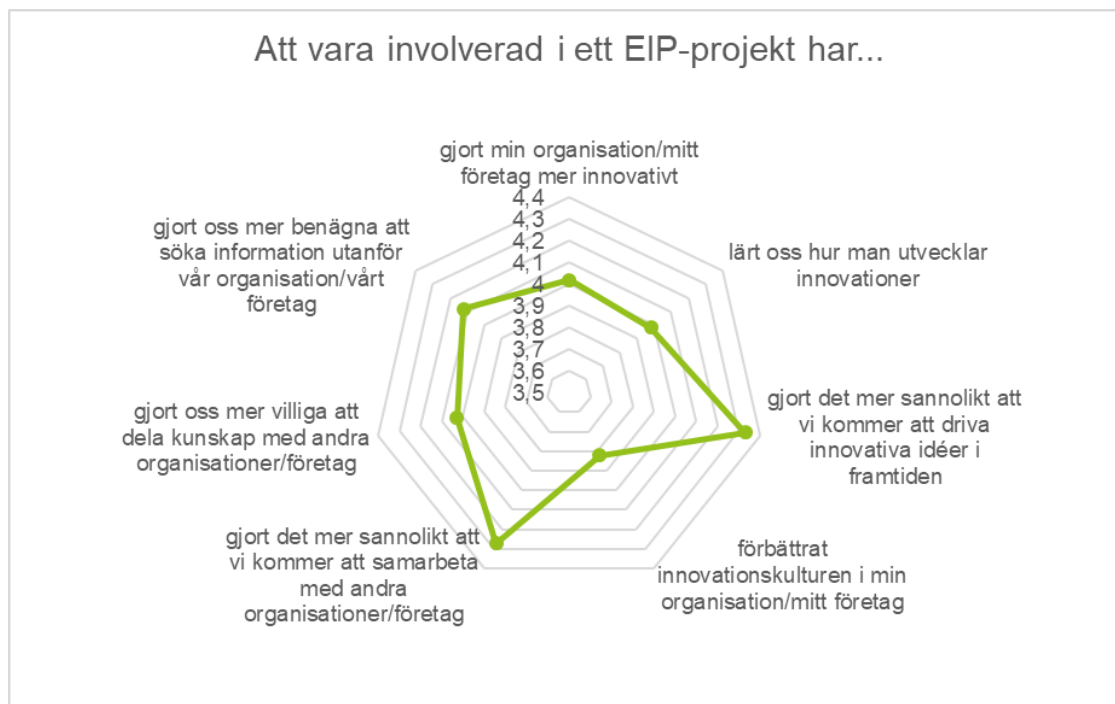 Att vara involverad i ett EIP-projekt har...
gjort min organisation/mitt
företag mer innovativt
4,4
4,3
4,2
4,1
4
3,9
3,8
3,7
3,6
3,5
lärt oss hur man utvecklar
innovationer
gjort det mer sannolikt att
vi kommer att driva
innovativa idéer i
framtiden
förbättrat
innovationskulturen i min
organisation/mitt företag
gjort det mer sannolikt att
vi kommer att samarbeta
med andra
organisationer/företag
gjort oss mer villiga att
dela kunskap med andra
organisationer/företag
gjort oss mer benägna att
söka information utanför
vår organisation/vårt
företag